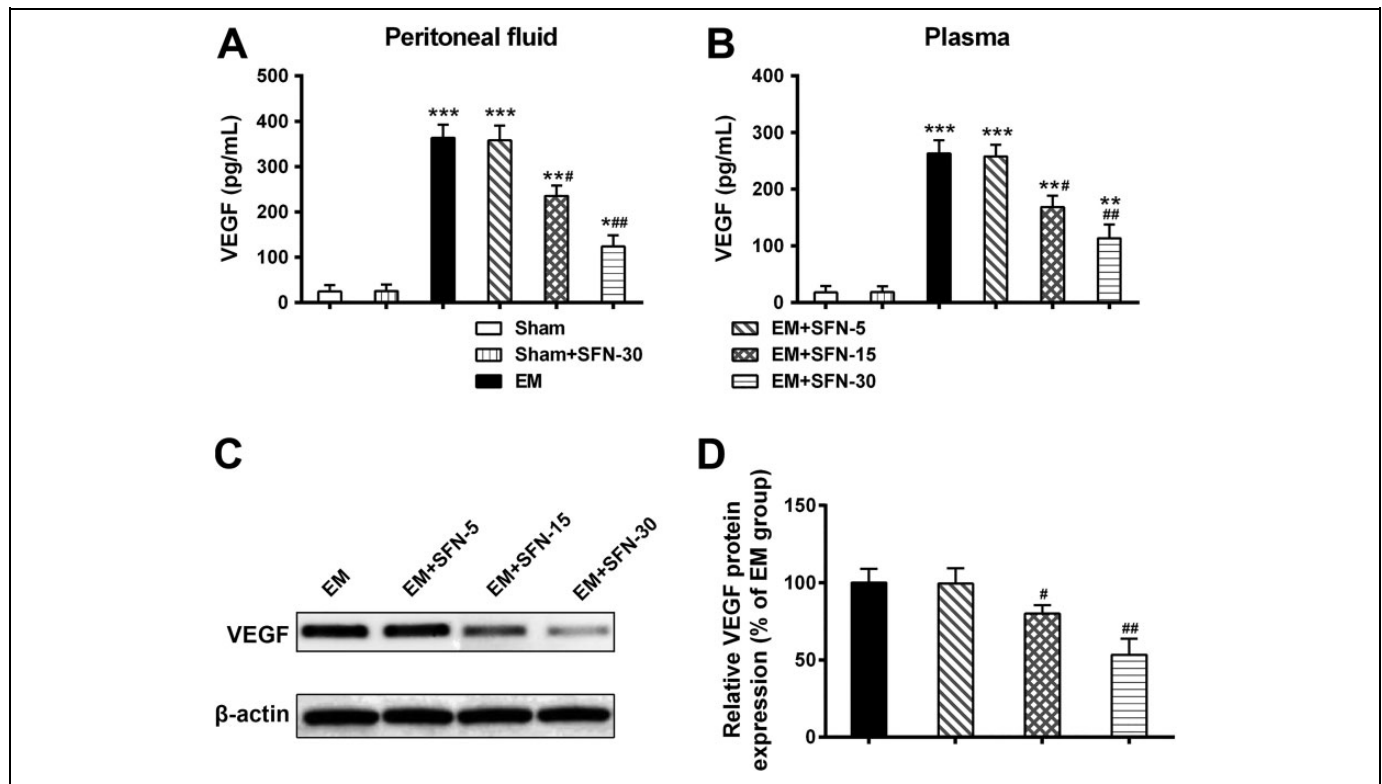 A Peritoneal fluid
VEGF (pg/mL)
500
400
300
200
100
0
***
***
**#
*##
B Plasma
VEGF (pg/mL)
400
300
200
100
0
***
***
**#
**
##
Sham
Sham+SFN-30
EM
EM+SFN-5
EM+SFN-15
EM+SFN-30
C
EM
EM+SFN-5
EM+SFN-15
EM+SFN-30
VEGF
β-actin
D
Relative VEGF protein
expression (% of EM group)
150
100
50
0
#
##